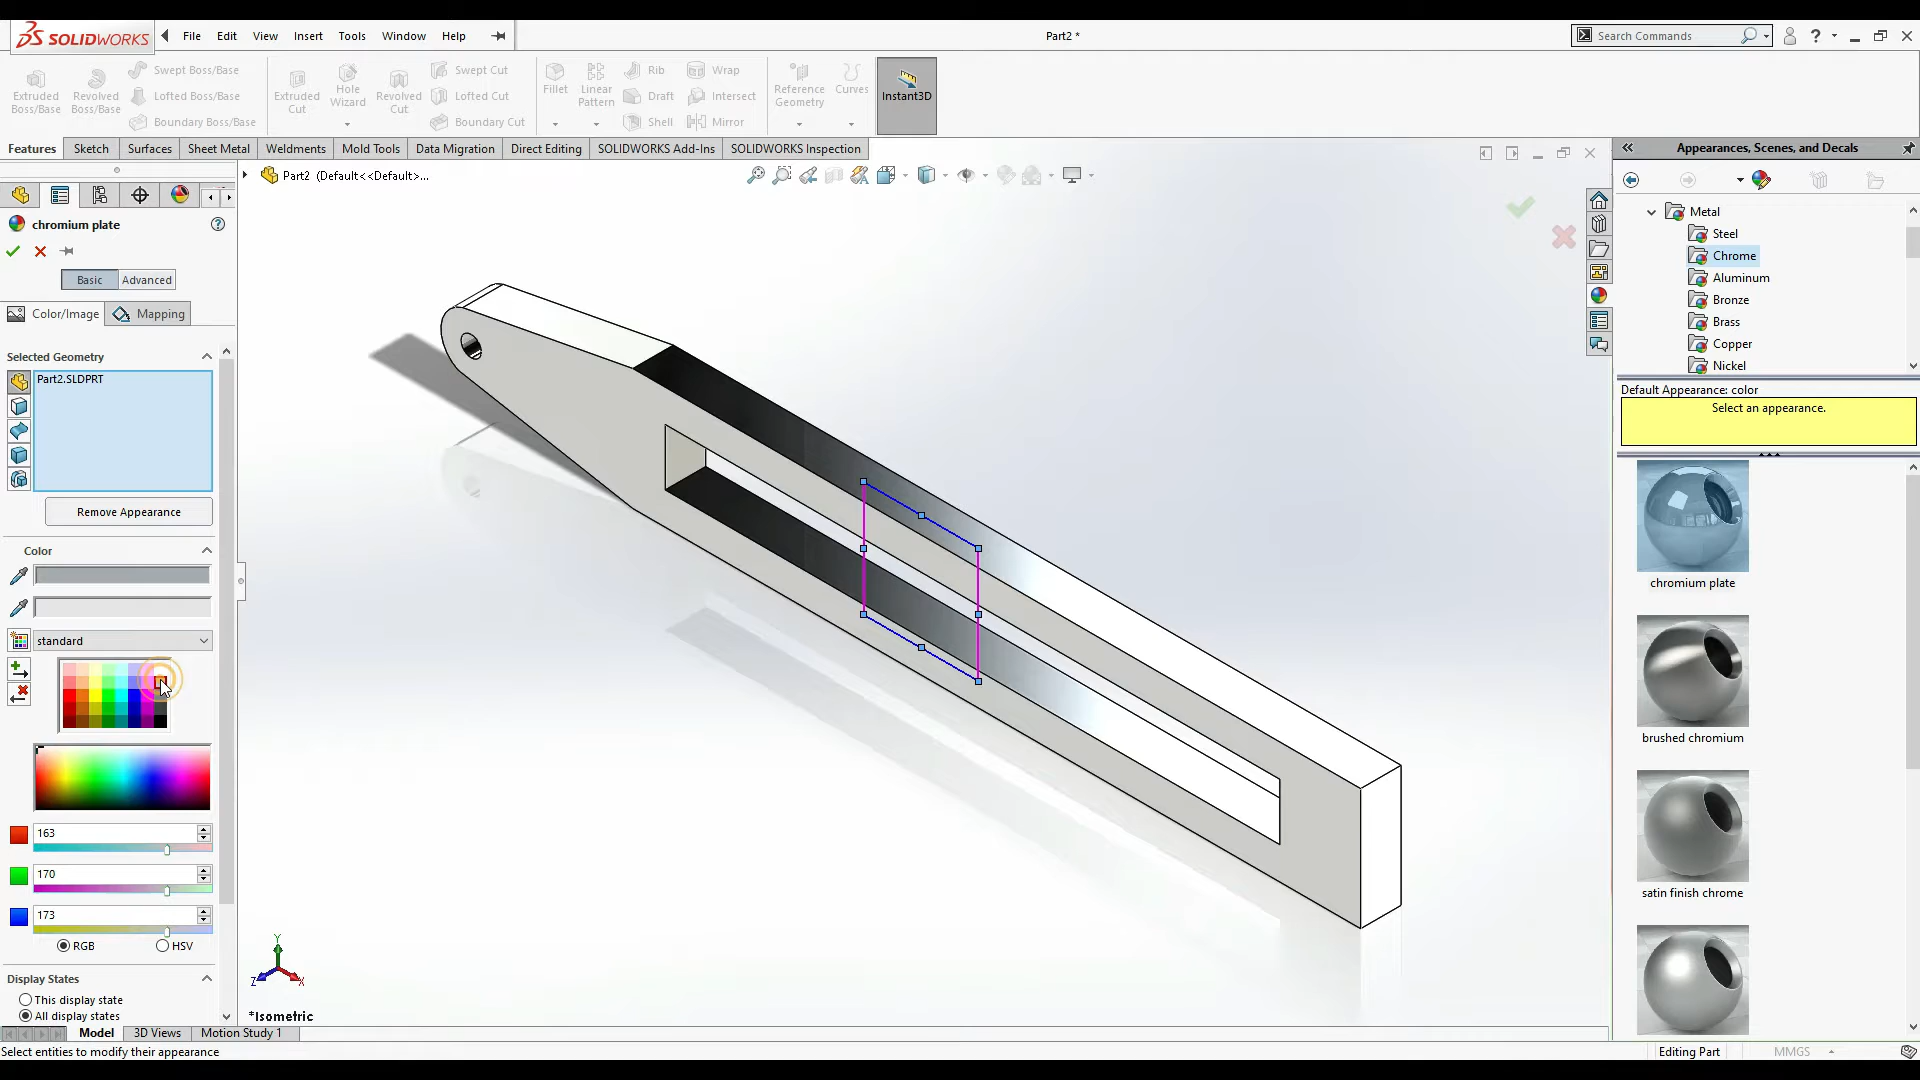 SOLIDWORKS
File Edit View Insert Tools Window Help
Part2 *
Search Commands
Extruded Boss/Base
Revolved Boss/Base
Swept Boss/Base
Lofted Boss/Base
Boundary Boss/Base
Extruded Cut
Hole Wizard
Revolved Cut
Swept Cut
Lofted Cut
Boundary Cut
Fillet
Linear Pattern
Rib
Draft
Shell
Wrap
Intersect
Mirror
Reference Geometry
Curves
Instant3D
Features Sketch Surfaces Sheet Metal Weldments Mold Tools Data Migration Direct Editing SOLIDWORKS Add-Ins SOLIDWORKS Inspection
Part2 (Default<<Default>...
chromium plate
Basic Advanced
Color/Image Mapping
Selected Geometry
Part2.SLDPRT
Remove Appearance
Color
standard
163
170
173
RGB HSV
Display States
This display state
All display states
Y
Z X
*Isometric
Model 3D Views Motion Study 1
Select entities to modify their appearance
Editing Part MMGS
Appearances, Scenes, and Decals
Metal
Steel
Chrome
Aluminum
Bronze
Brass
Copper
Nickel
Default Appearance: color
Select an appearance.
chromium plate
brushed chromium
satin finish chrome